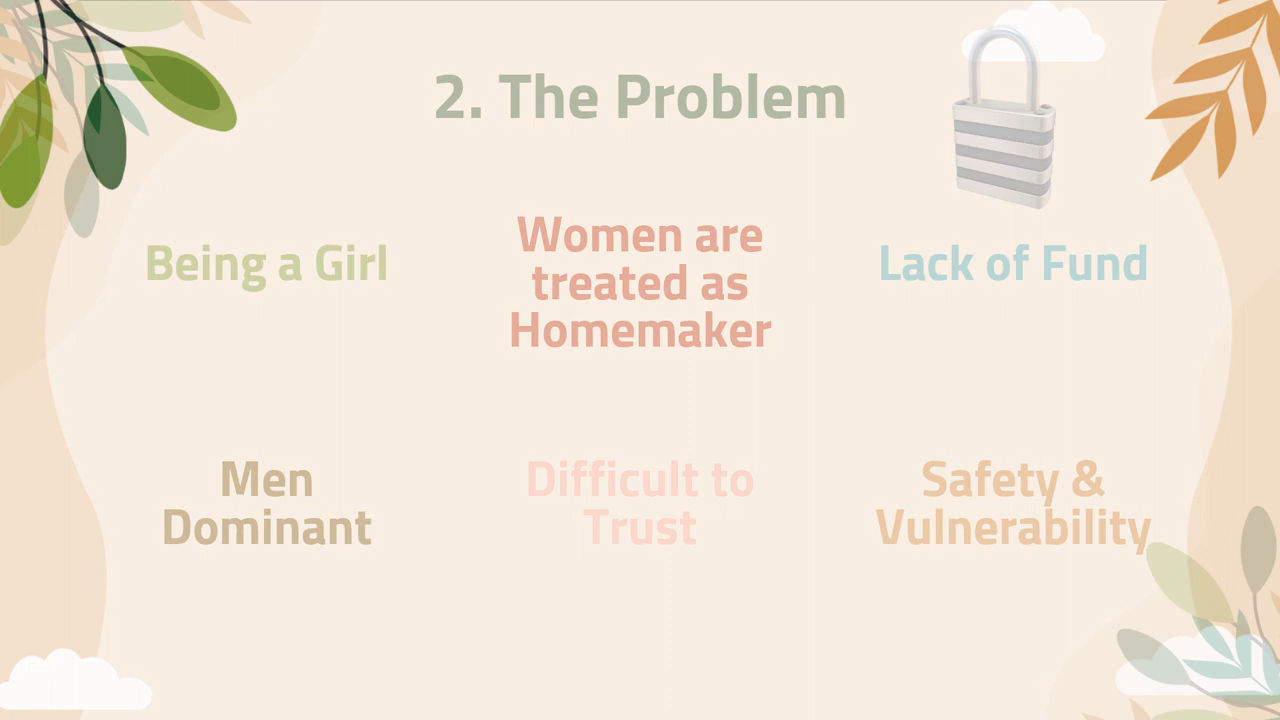 2. The Problem
Being a Girl
Women are
treated as
Homemaker
Lack of Fund
Men
Dominant
Difficult to
Trust
Safety &
Vulnerability